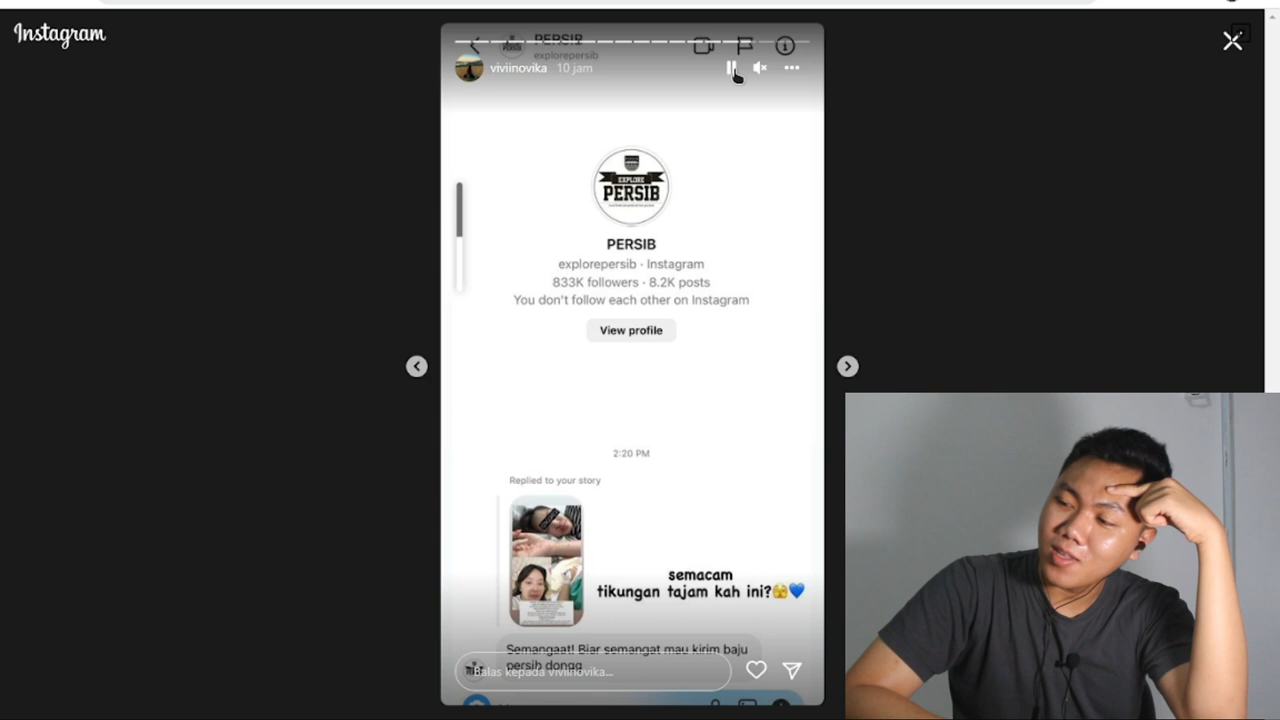 Instagram
PERSIB
explorepersib
viviinovika 10 jam
EXPLORE
PERSIB
PERSIB
explorepersib · Instagram
833K followers · 8.2K posts
You don't follow each other on Instagram
View profile
2:20 PM
Replied to your story
semacam
tikungan tajam kah ini?🫣💙
Semangaat! Biar semangat mau kirim baju
persib dongg
Balas kepada viviinovika...